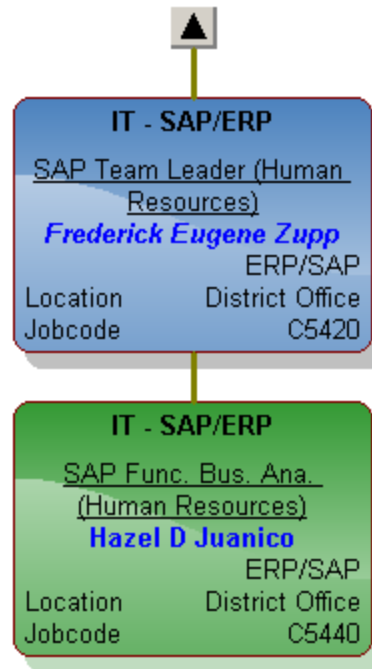 IT - SAP/ERP
SAP Team Leader (Human
Resources)
Frederick Eugene Zupp
ERP/SAP
Location District Office
Jobcode C5420
IT - SAP/ERP
SAP Func. Bus. Ana.
(Human Resources)
Hazel D Juanico
ERP/SAP
Location District Office
Jobcode C5440